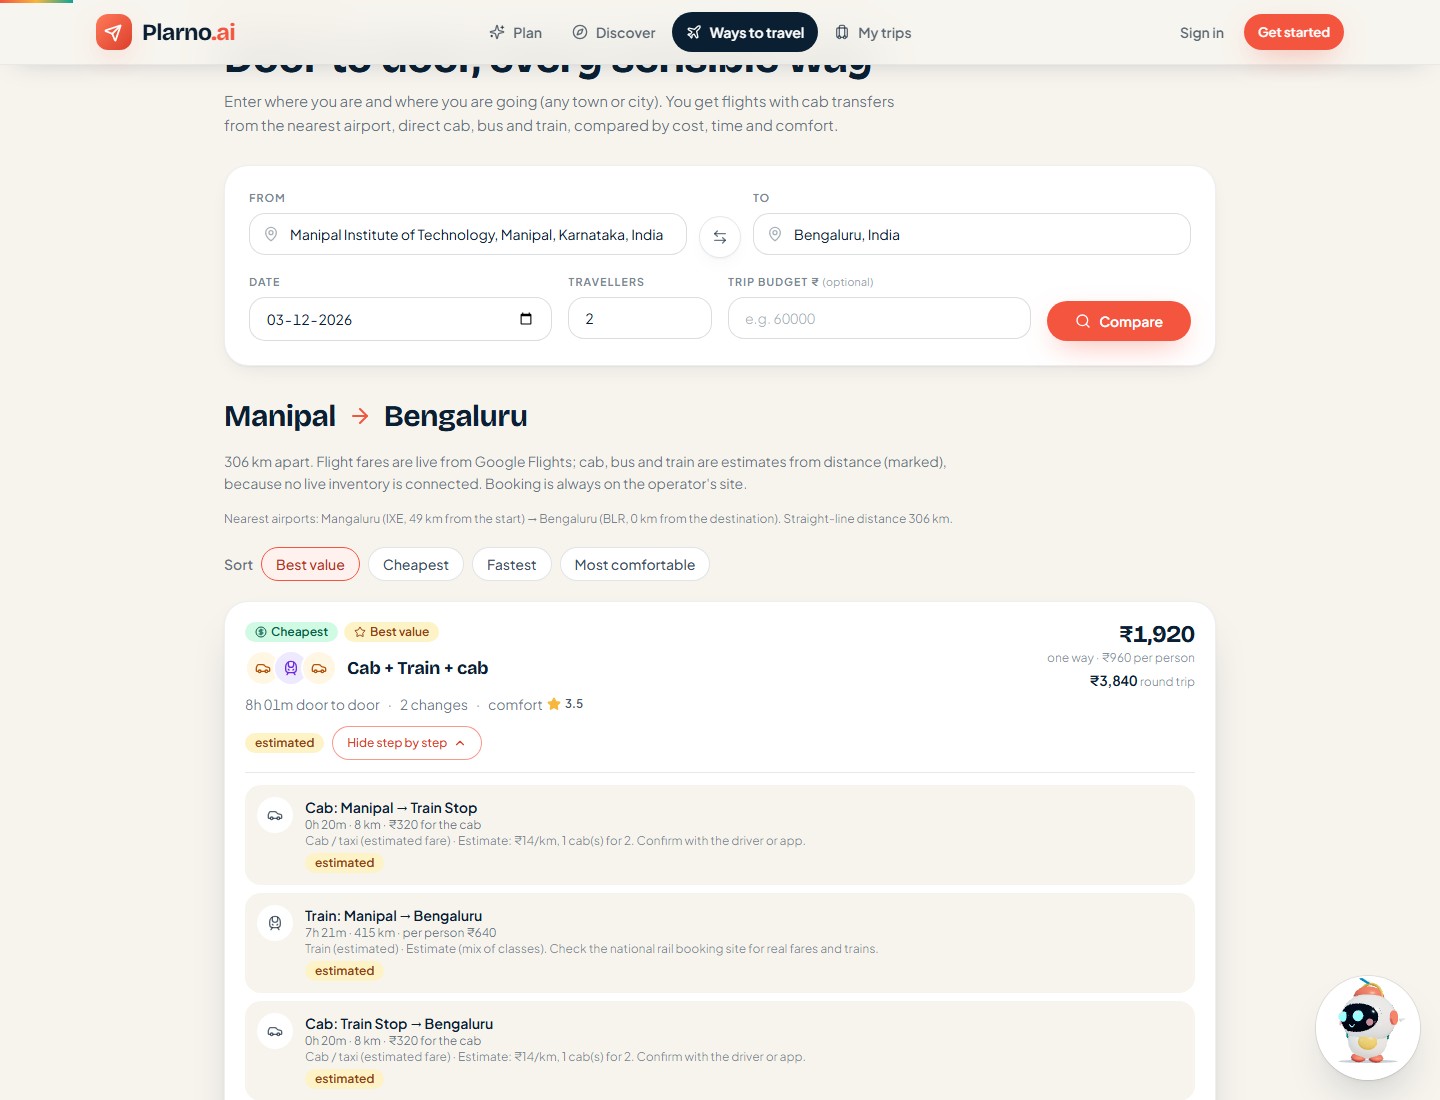 Plarno.ai
Plan
Discover
Ways to travel
My trips
Sign in
Get started
Door to door, every sensible way
Enter where you are and where you are going (any town or city). You get flights with cab transfers
from the nearest airport, direct cab, bus and train, compared by cost, time and comfort.
FROM
TO
Manipal Institute of Technology, Manipal, Karnataka, India
Bengaluru, India
DATE
TRAVELLERS
TRIP BUDGET ₹ (optional)
03-12-2026
2
e.g. 60000
Compare
Manipal → Bengaluru
306 km apart. Flight fares are live from Google Flights; cab, bus and train are estimates from distance (marked),
because no live inventory is connected. Booking is always on the operator's site.
Nearest airports: Mangaluru (IXE, 49 km from the start) → Bengaluru (BLR, 0 km from the destination). Straight-line distance 306 km.
Sort
Best value
Cheapest
Fastest
Most comfortable
Cheapest
Best value
₹1,920
one way · ₹960 per person
₹3,840 round trip
Cab + Train + cab
8h 01m door to door · 2 changes · comfort 3.5
estimated
Hide step by step
Cab: Manipal → Train Stop
0h 20m · 8 km · ₹320 for the cab
Cab / taxi (estimated fare) · Estimate: ₹14/km, 1 cab(s) for 2. Confirm with the driver or app.
estimated
Train: Manipal → Bengaluru
7h 21m · 415 km · per person ₹640
Train (estimated) · Estimate (mix of classes). Check the national rail booking site for real fares and trains.
estimated
Cab: Train Stop → Bengaluru
0h 20m · 8 km · ₹320 for the cab
Cab / taxi (estimated fare) · Estimate: ₹14/km, 1 cab(s) for 2. Confirm with the driver or app.
estimated